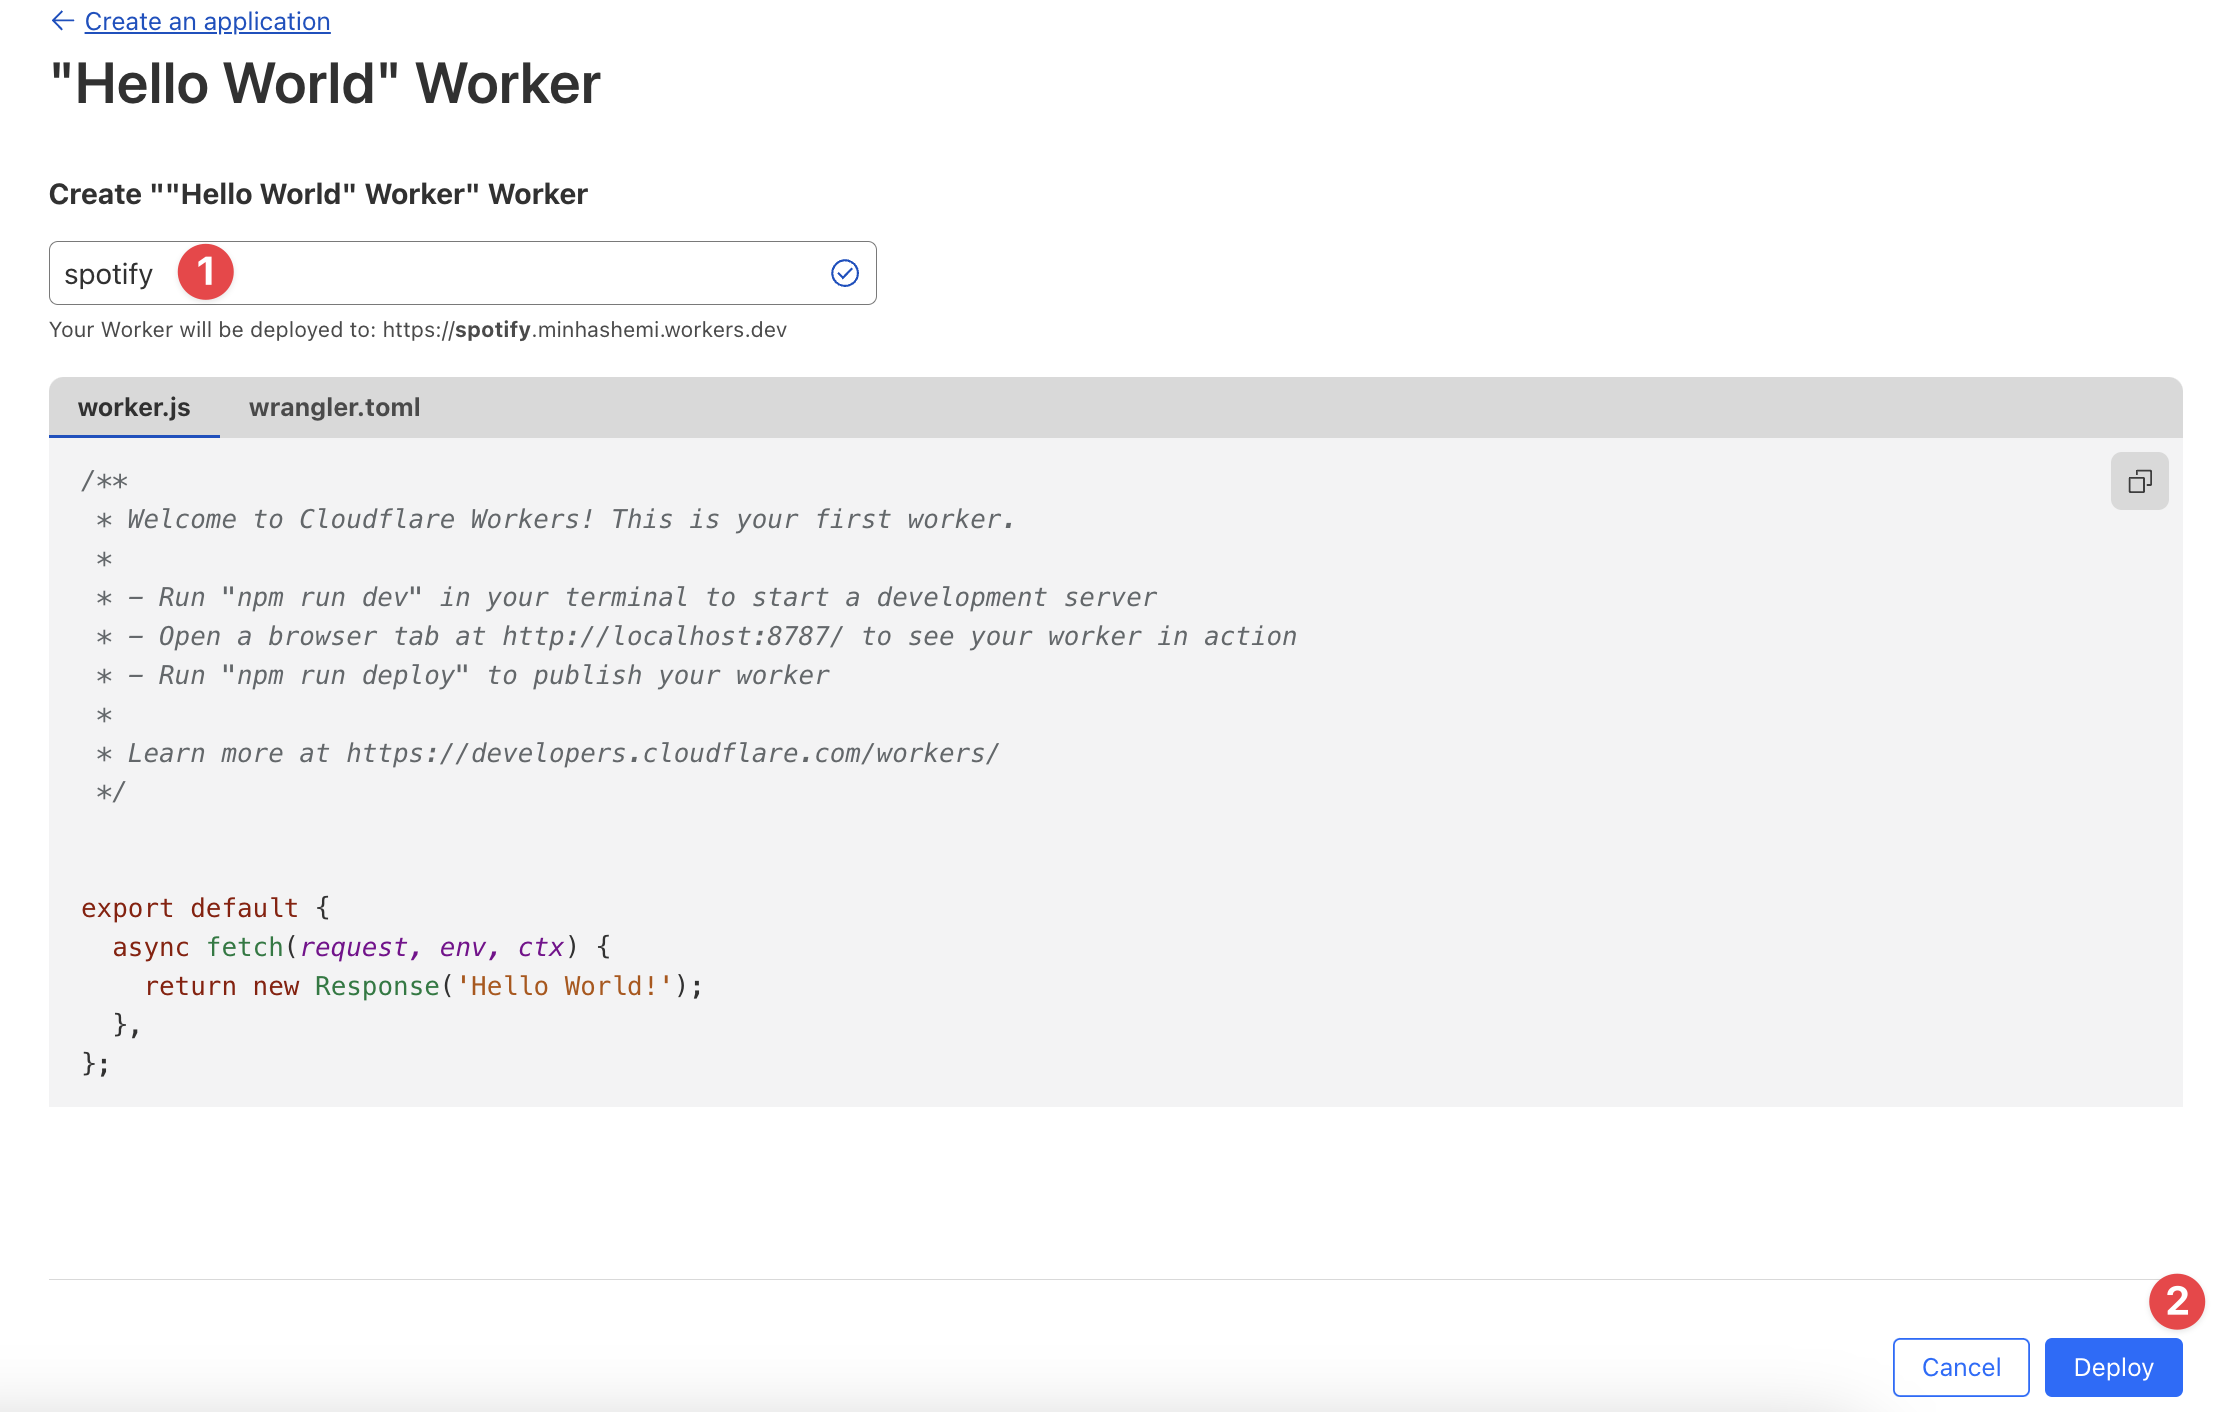 ← Create an application
"Hello World" Worker
Create ""Hello World" Worker" Worker
spotify 1
Your Worker will be deployed to: https://spotify.minhashemi.workers.dev
worker.js wrangler.toml
/**
 * Welcome to Cloudflare Workers! This is your first worker.
 *
 * – Run "npm run dev" in your terminal to start a development server
 * – Open a browser tab at http://localhost:8787/ to see your worker in action
 * – Run "npm run deploy" to publish your worker
 *
 * Learn more at https://developers.cloudflare.com/workers/
 */
export default {
  async fetch(request, env, ctx) {
    return new Response('Hello World!');
  },
};
2
Cancel Deploy